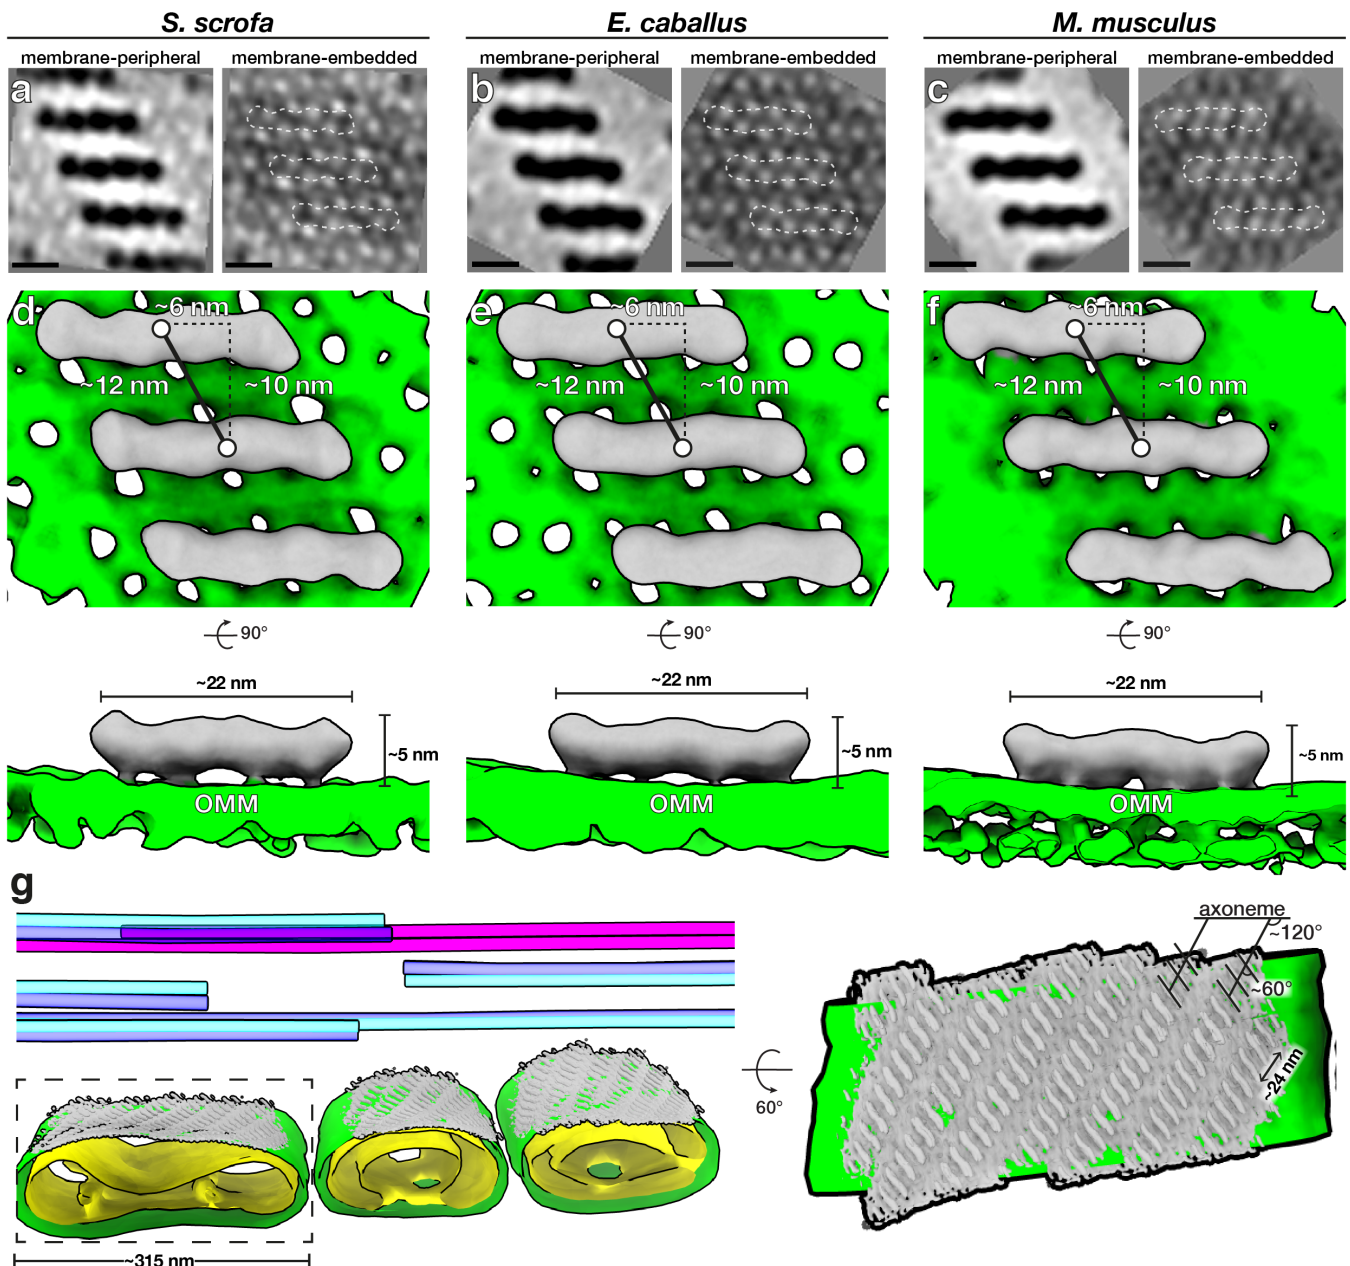 S. scrofa
E. caballus
M. musculus
membrane-peripheral
membrane-embedded
membrane-peripheral
membrane-embedded
membrane-peripheral
membrane-embedded
a
b
c
d
~6 nm
~12 nm
~10 nm
e
~6 nm
~12 nm
~10 nm
f
~6 nm
~12 nm
~10 nm
90°
90°
90°
~22 nm
~5 nm
OMM
~22 nm
~5 nm
OMM
~22 nm
~5 nm
OMM
g
axoneme
~120°
~60°
~24 nm
60°
~315 nm